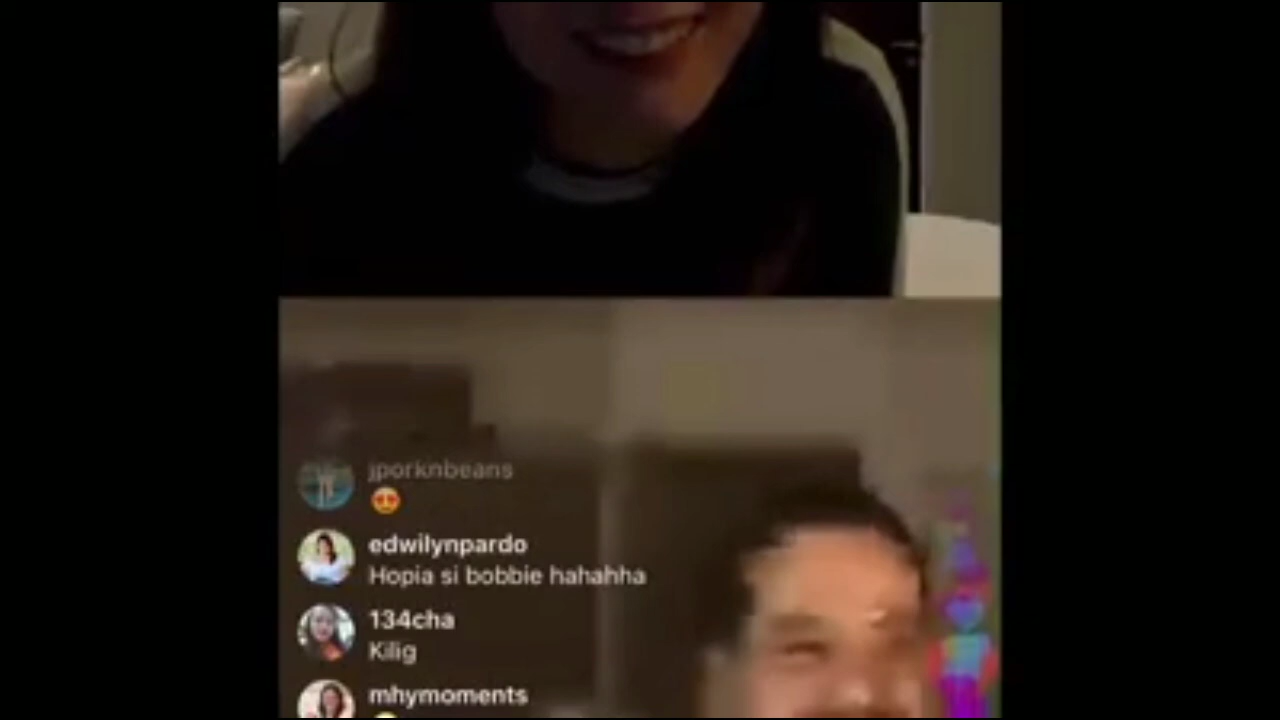 jporknbeans
😍
edwilynpardo
Hopia si bobbie hahahha
134cha
Kilig
mhymoments